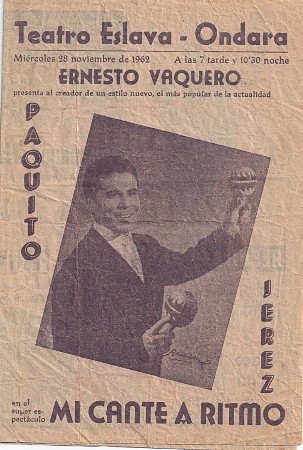 Teatro Eslava - Ondara
Miércoles 28 noviembre de 1962 A las 7 tarde y 10'30 noche
ERNESTO VAQUERO
presenta al creador de un estilo nuevo, el más popular de la actualidad
PAQUITO
JEREZ
en el
super es-
pectáculo
MI CANTE A RITMO